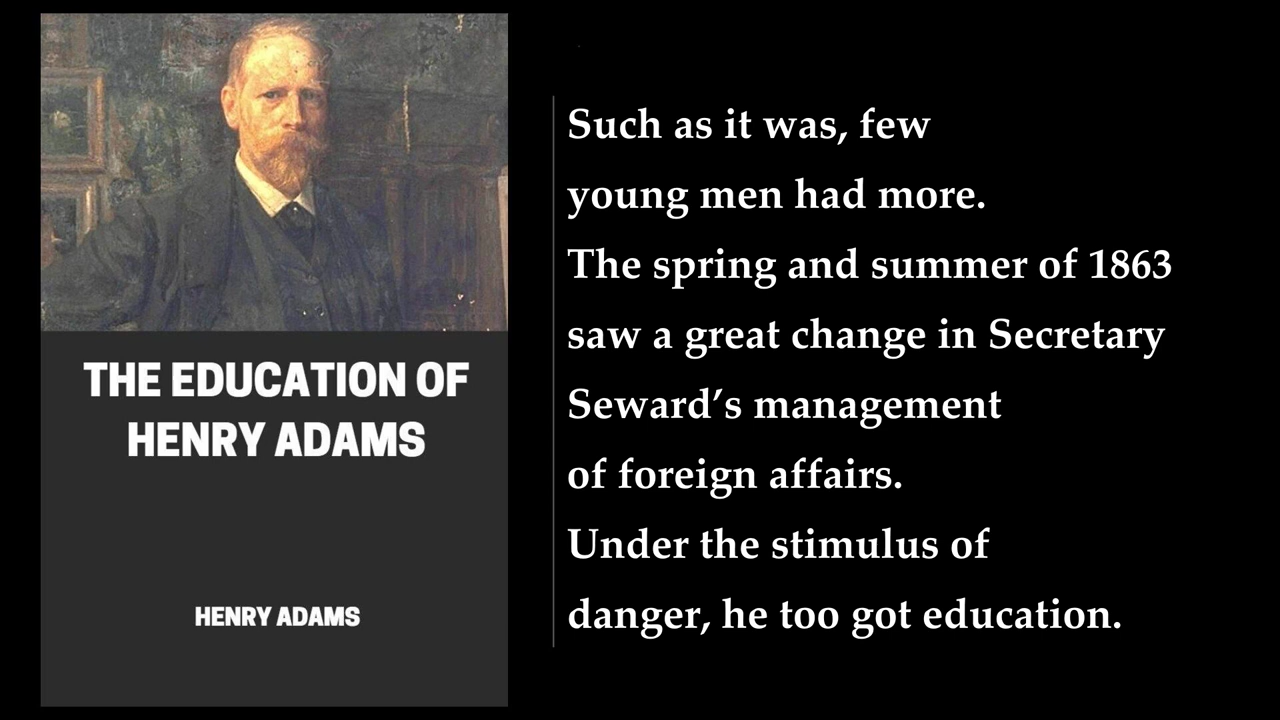 THE EDUCATION OF
HENRY ADAMS
HENRY ADAMS
Such as it was, few
young men had more.
The spring and summer of 1863
saw a great change in Secretary
Seward’s management
of foreign affairs.
Under the stimulus of
danger, he too got education.